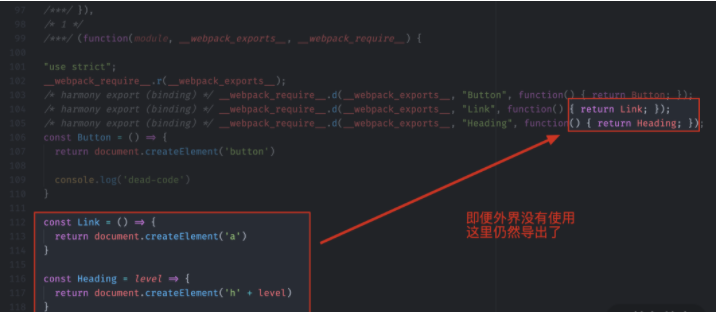 97 /***/ }),
98 /* 1 */
99 /***/ (function(module, __webpack_exports__, __webpack_require__) {
100
101 "use strict";
102 __webpack_require__.r(__webpack_exports__);
103 /* harmony export (binding) */ __webpack_require__.d(__webpack_exports__, "Button", function() { return Button; });
104 /* harmony export (binding) */ __webpack_require__.d(__webpack_exports__, "Link", function() { return Link; });
105 /* harmony export (binding) */ __webpack_require__.d(__webpack_exports__, "Heading", function() { return Heading; });
106 const Button = () => {
107 return document.createElement('button')
108
109 console.log('dead-code')
110 }
111
112 const Link = () => {
113 return document.createElement('a')
114 }
115
116 const Heading = level => {
117 return document.createElement('h' + level)
118 }
即便外界没有使用
这里仍然导出了